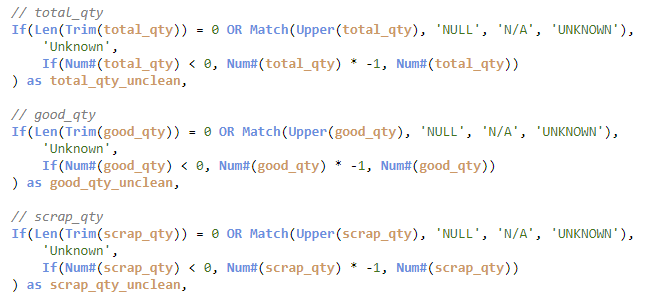 // total_qty
If(Len(Trim(total_qty)) = 0 OR Match(Upper(total_qty), 'NULL', 'N/A', 'UNKNOWN'),
    'Unknown',
    If(Num#(total_qty) < 0, Num#(total_qty) * -1, Num#(total_qty))
) as total_qty_unclean,

// good_qty
If(Len(Trim(good_qty)) = 0 OR Match(Upper(good_qty), 'NULL', 'N/A', 'UNKNOWN'),
    'Unknown',
    If(Num#(good_qty) < 0, Num#(good_qty) * -1, Num#(good_qty))
) as good_qty_unclean,

// scrap_qty
If(Len(Trim(scrap_qty)) = 0 OR Match(Upper(scrap_qty), 'NULL', 'N/A', 'UNKNOWN'),
    'Unknown',
    If(Num#(scrap_qty) < 0, Num#(scrap_qty) * -1, Num#(scrap_qty))
) as scrap_qty_unclean,